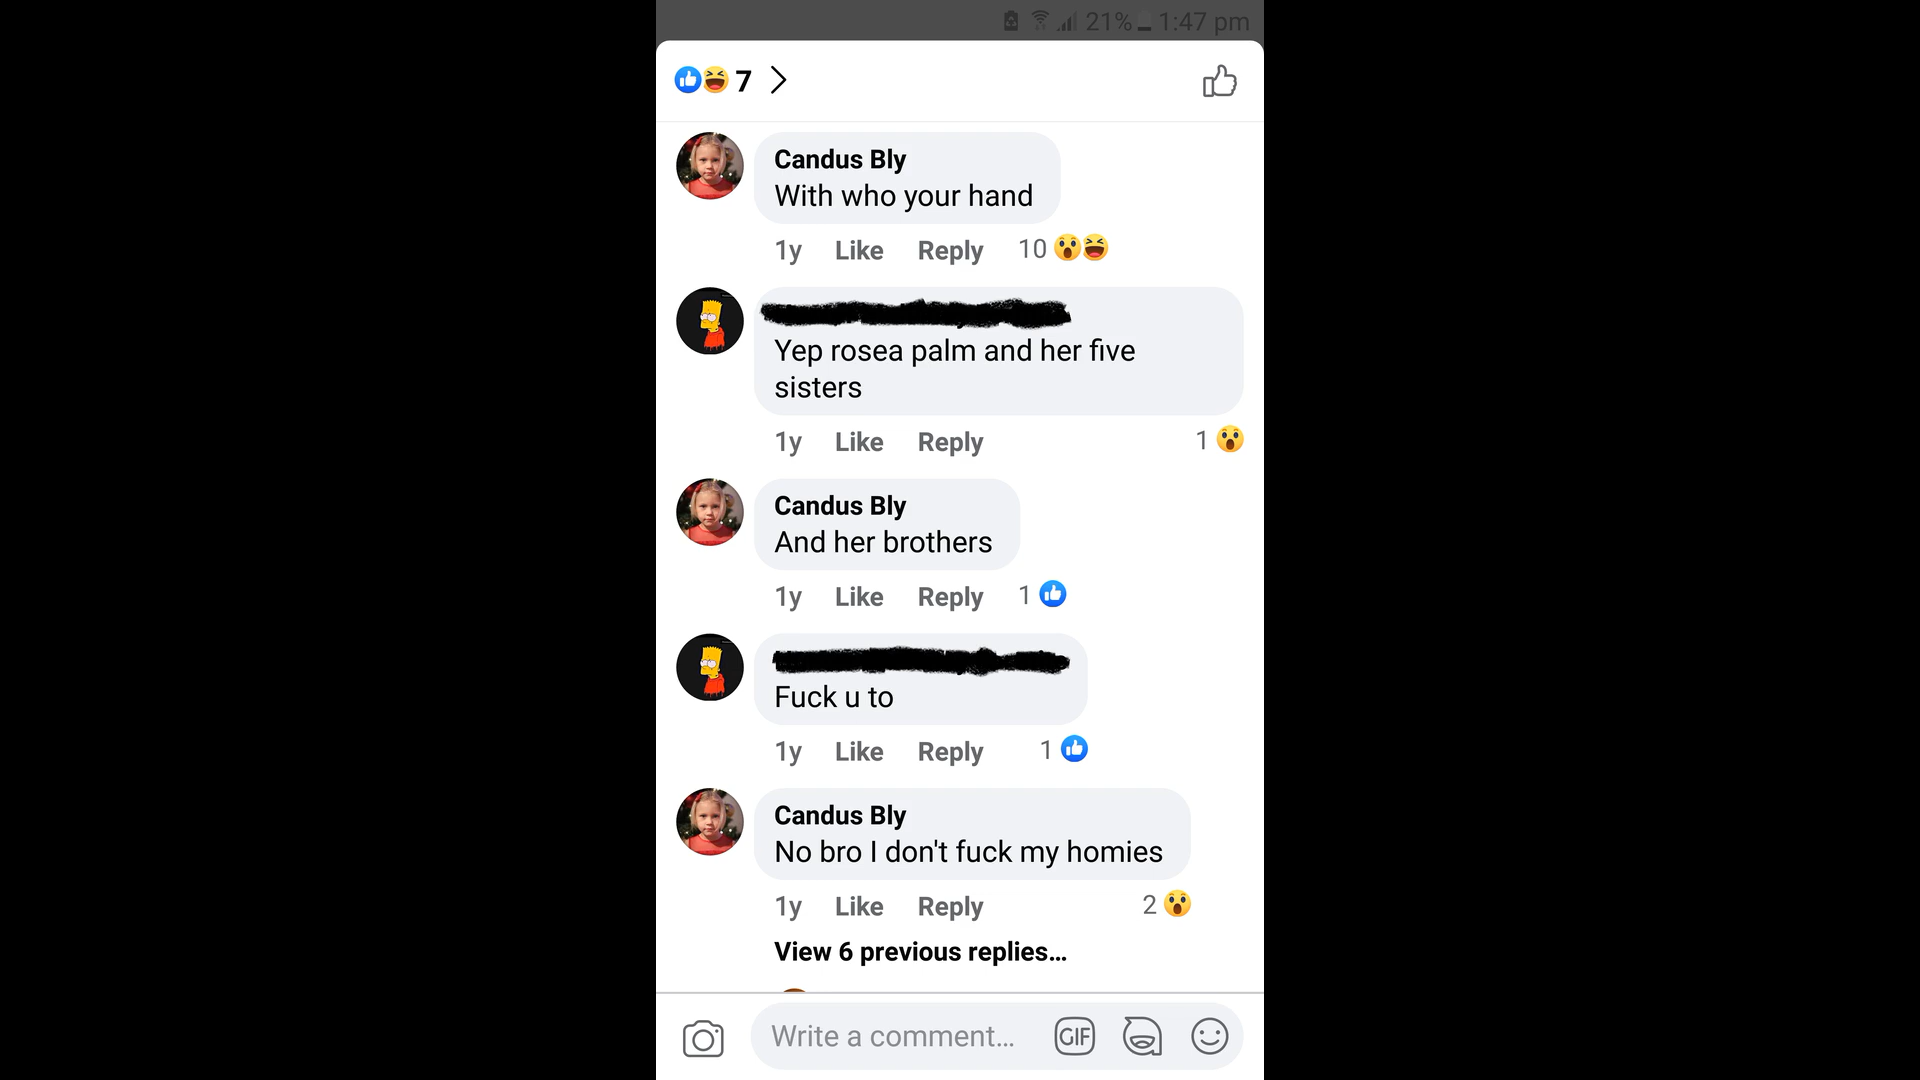 21% 1:47 pm
7
Candus Bly
With who your hand
1y Like Reply 10
Yep rosea palm and her five
sisters
1y Like Reply 1
Candus Bly
And her brothers
1y Like Reply 1
Fuck u to
1y Like Reply 1
Candus Bly
No bro I don't fuck my homies
1y Like Reply 2
View 6 previous replies...
Write a comment... GIF